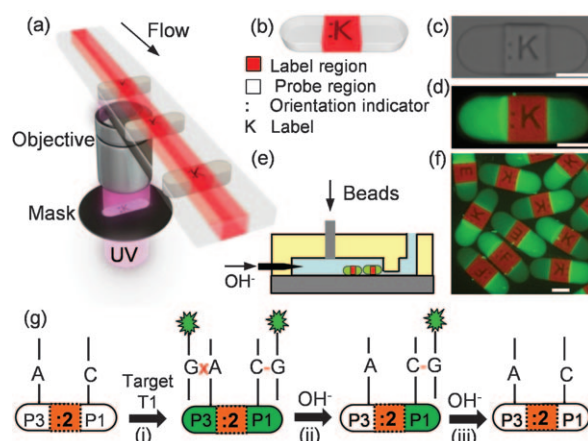 (a)
Flow
Objective
Mask
UV
(b)
:K
Label region
Probe region
: Orientation indicator
K Label
(c)
:K
(d)
:K
(e)
Beads
OH-
(f)
K
E
F
(g)
A C
P3 :2 P1
Target
T1
(i)
G x A C - G
P3 :2 P1
OH-
(ii)
A C - G
P3 :2 P1
OH-
(iii)
A C
P3 :2 P1